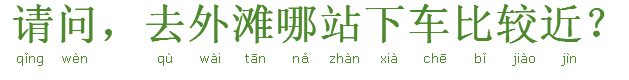 请问，去外滩哪站下车比较近？
qǐng wèn qù wài tān nǎ zhàn xià chē bǐ jiào jìn